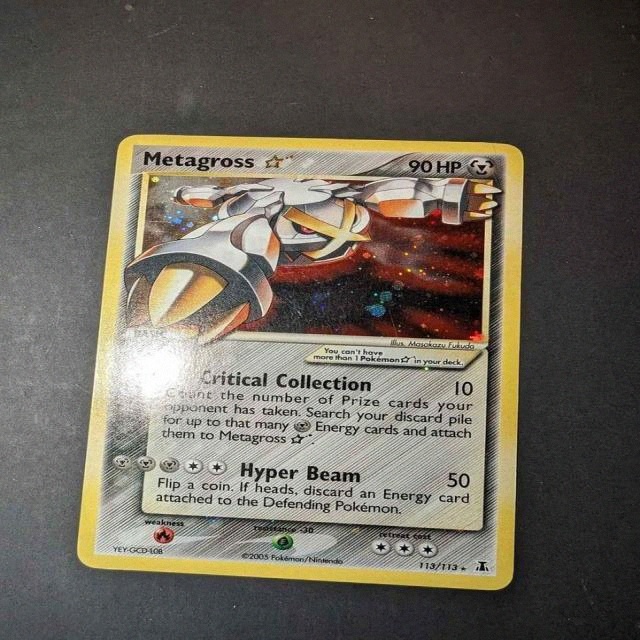 Metagross
90 HP
Illus. Masakazu Fukuda
You can't have
more than 1 Pokémon in your deck.
Critical Collection 10
Count the number of Prize cards your
opponent has taken. Search your discard pile
for up to that many Energy cards and attach
them to Metagross
Hyper Beam 50
Flip a coin. If heads, discard an Energy card
attached to the Defending Pokémon.
weakness
resistance -30
retreat cost
YEY-GCD-L08
©2005 Pokémon/Nintendo
113/113